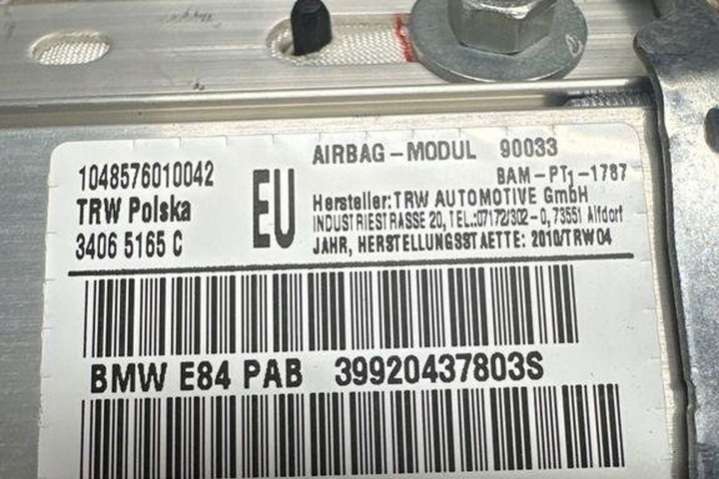 1048576010042
TRW Polska
3406 5165 C
EU
AIRBAG-MODUL 90033
BAM-PT1-1787
Hersteller:TRW AUTOMOTIVE GmbH
INDUSTRIESTRASSE 20, TEL.:07172/302-0, 73551 Alfdorf
JAHR, HERSTELLUNGSSTAETTE: 2010/TRW04
BMW E84 PAB 39920437803S